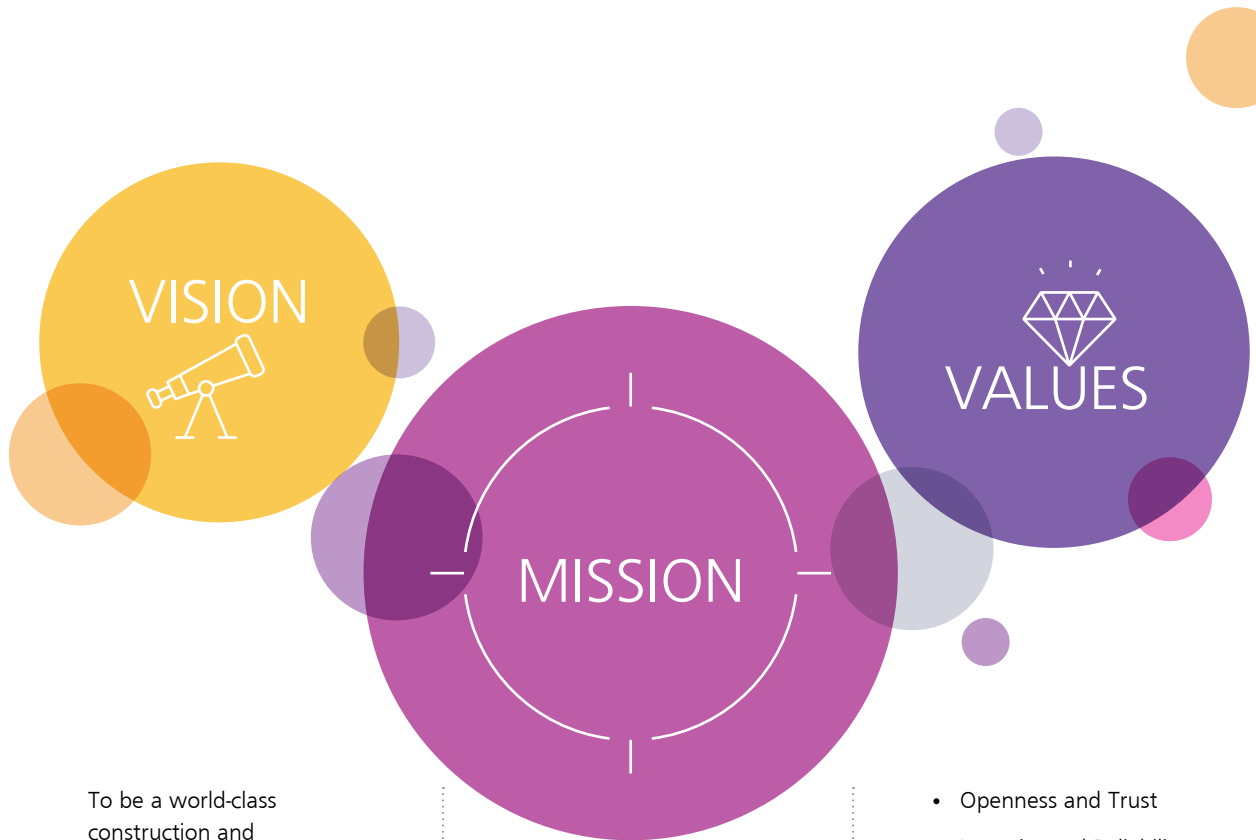 VISION
VALUES
MISSION
To be a world-class
construction and
• Openness and Trust